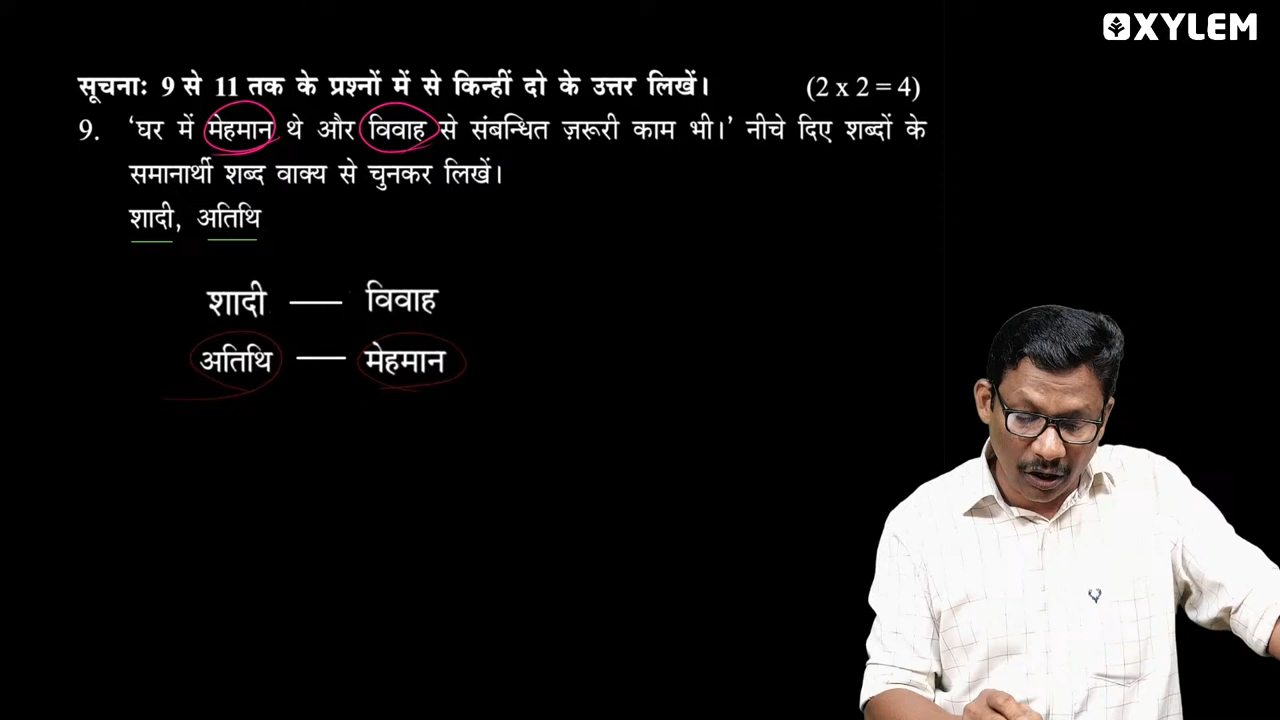 XYLEM
सूचनाः 9 से 11 तक के प्रश्नों में से किन्हीं दो के उत्तर लिखें। (2 x 2 = 4)
9. ‘घर में मेहमान थे और विवाह से संबन्धित ज़रूरी काम भी।’ नीचे दिए शब्दों के
समानार्थी शब्द वाक्य से चुनकर लिखें।
शादी, अतिथि
शादी — विवाह
अतिथि — मेहमान